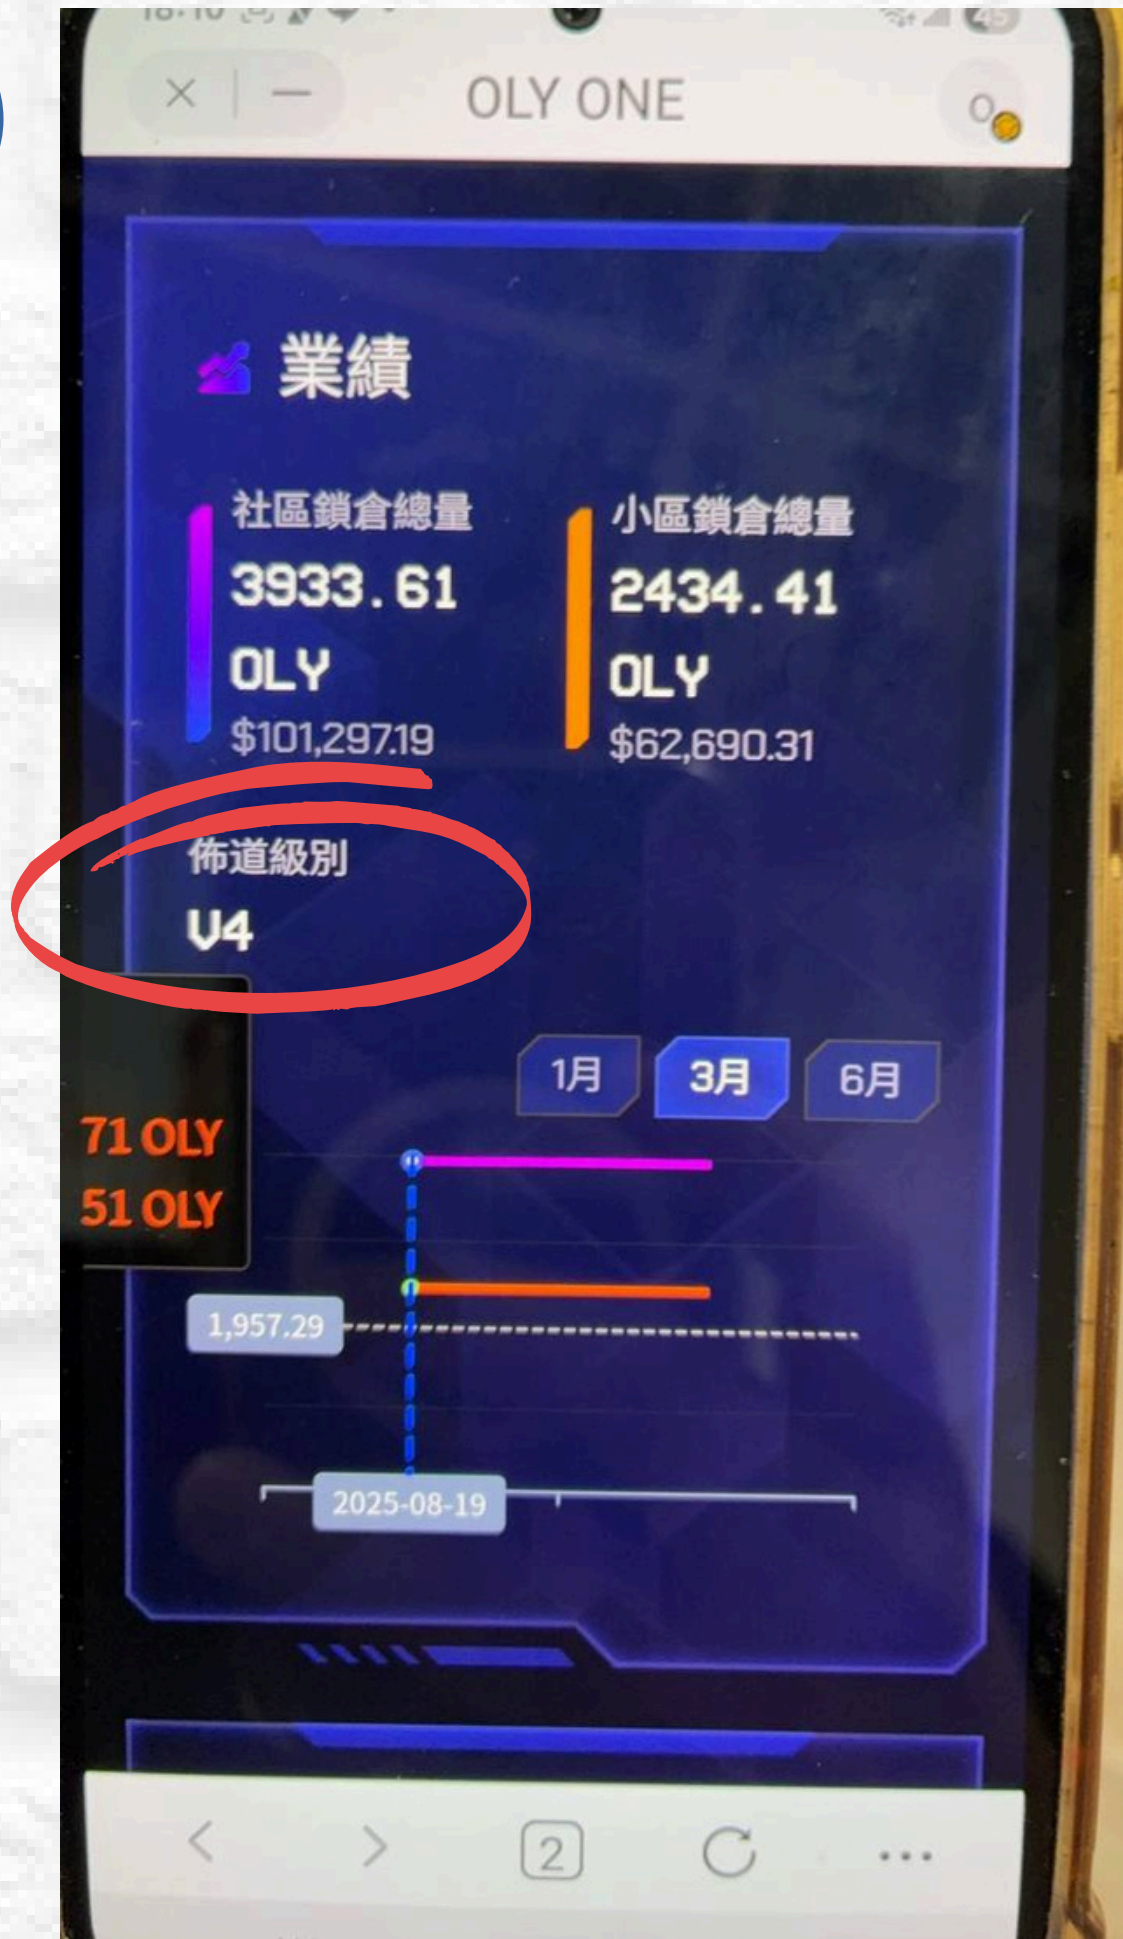 OLY ONE
業績
社區鎖倉總量
3933.61
OLY
$101,297.19
小區鎖倉總量
2434.41
OLY
$62,690.31
佈道級別
V4
1月
3月
6月
71 OLY
51 OLY
1,957.29
2025-08-19
2